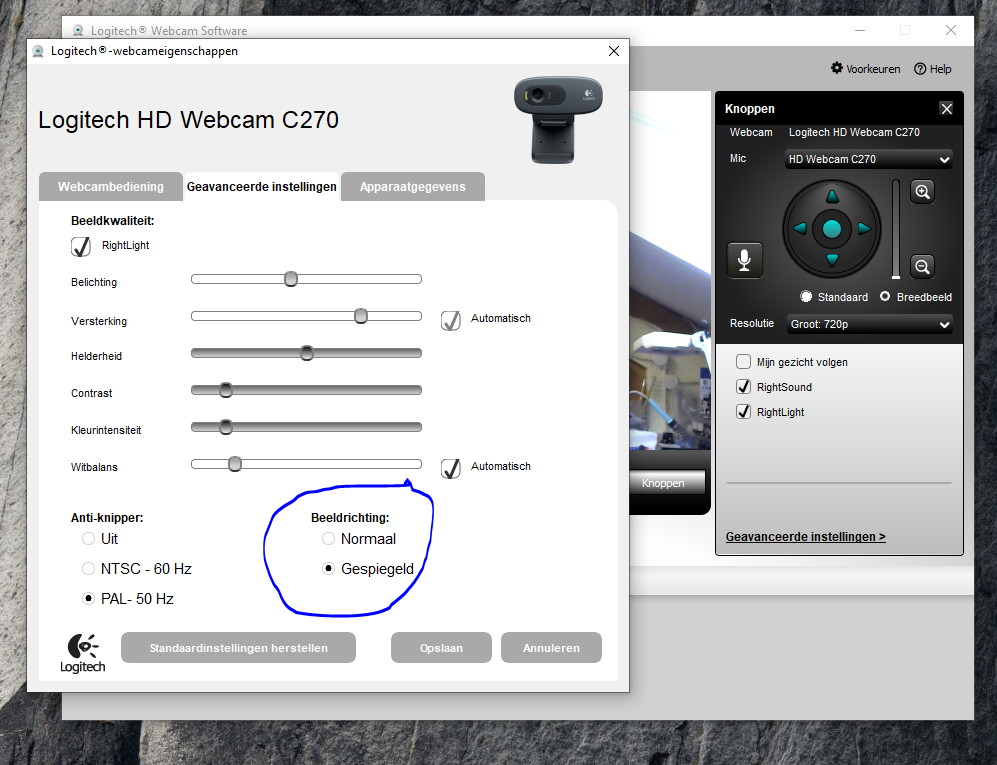 Logitech® Webcam Software
Logitech®-webcameigenschappen
Voorkeuren
Help
Logitech HD Webcam C270
Webcambediening
Geavanceerde instellingen
Apparaatgegevens
Beeldkwaliteit:
RightLight
Belichting
Versterking
Automatisch
Helderheid
Contrast
Kleurintensiteit
Witbalans
Automatisch
Anti-knipper:
Uit
NTSC - 60 Hz
PAL- 50 Hz
Beeldrichting:
Normaal
Gespiegeld
Logitech
Standaardinstellingen herstellen
Opslaan
Annuleren
Knoppen
Knoppen
Webcam Logitech HD Webcam C270
Mic HD Webcam C270
Standaard Breedbeeld
Resolutie Groot: 720p
Mijn gezicht volgen
RightSound
RightLight
Geavanceerde instellingen >